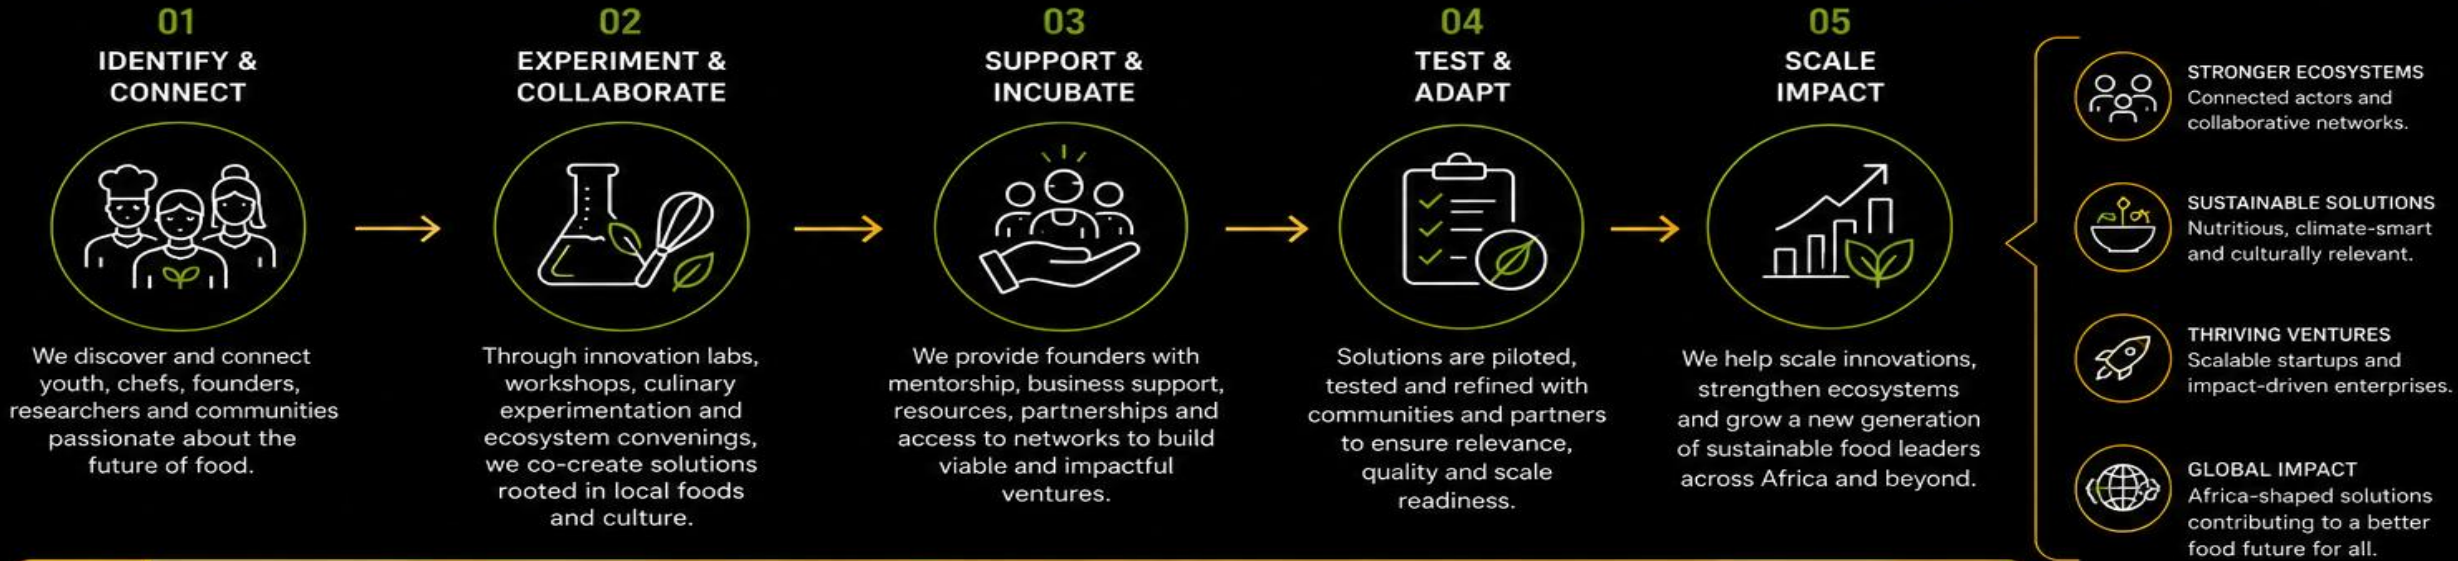 01
IDENTIFY &
CONNECT
We discover and connect
youth, chefs, founders,
researchers and communities
passionate about the
future of food.
02
EXPERIMENT &
COLLABORATE
Through innovation labs,
workshops, culinary
experimentation and
ecosystem convenings,
we co-create solutions
rooted in local foods
and culture.
03
SUPPORT &
INCUBATE
We provide founders with
mentorship, business support,
resources, partnerships and
access to networks to build
viable and impactful
ventures.
04
TEST &
ADAPT
Solutions are piloted,
tested and refined with
communities and partners
to ensure relevance,
quality and scale
readiness.
05
SCALE
IMPACT
We help scale innovations,
strengthen ecosystems
and grow a new generation
of sustainable food leaders
across Africa and beyond.
STRONGER ECOSYSTEMS
Connected actors and
collaborative networks.
SUSTAINABLE SOLUTIONS
Nutritious, climate-smart
and culturally relevant.
THRIVING VENTURES
Scalable startups and
impact-driven enterprises.
GLOBAL IMPACT
Africa-shaped solutions
contributing to a better
food future for all.